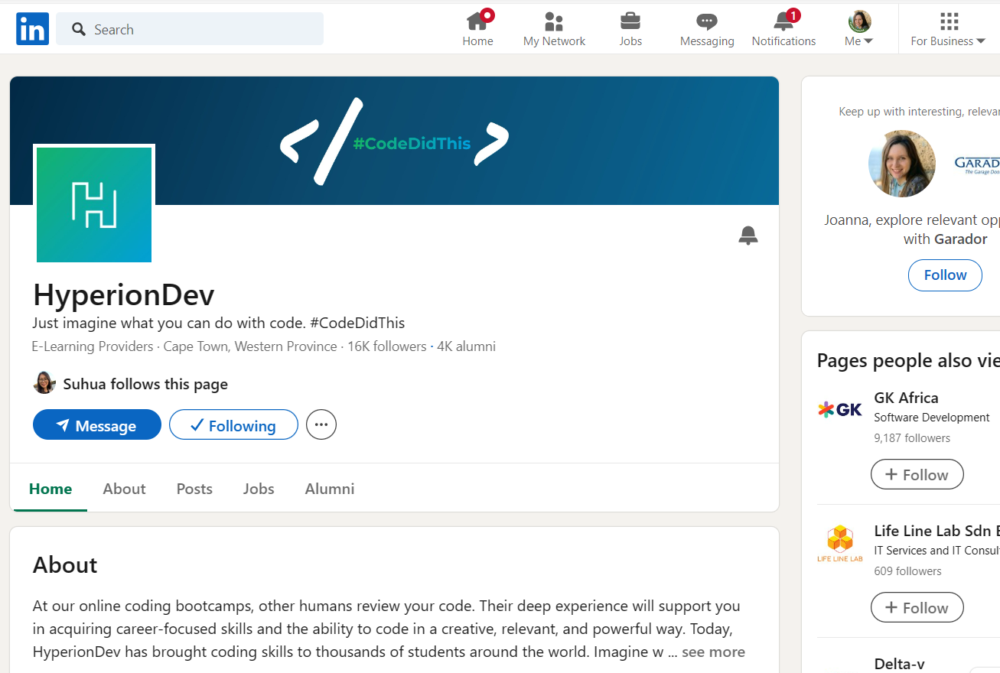 in
Search
Home
My Network
Jobs
Messaging
1
Notifications
Me
For Business
#CodeDidThis
HyperionDev
Just imagine what you can do with code. #CodeDidThis
E-Learning Providers · Cape Town, Western Province · 16K followers · 4K alumni
Suhua follows this page
Message
Following
Home
About
Posts
Jobs
Alumni
About
At our online coding bootcamps, other humans review your code. Their deep experience will support you
in acquiring career-focused skills and the ability to code in a creative, relevant, and powerful way. Today,
HyperionDev has brought coding skills to thousands of students around the world. Imagine w ... see more
Keep up with interesting, relevan
GARAD
The Garage Doo
Joanna, explore relevant opp
with Garador
Follow
Pages people also vie
GK
GK Africa
Software Development
9,187 followers
+ Follow
LIFE LINE LAB
Life Line Lab Sdn B
IT Services and IT Consul
609 followers
+ Follow
Delta-v